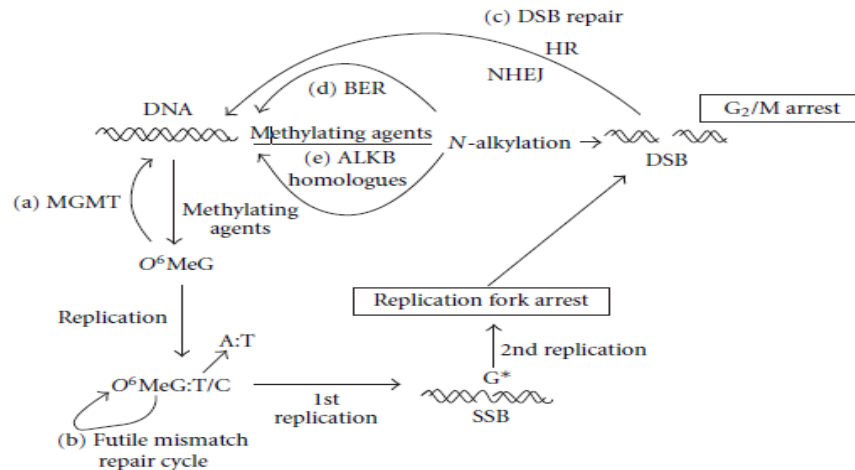 (c) DSB repair
HR
NHEJ
(d) BER
DNA
G₂/M arrest
Methylating agents
N-alkylation
(e) ALKB
homologues
DSB
(a) MGMT
Methylating
agents
O⁶MeG
Replication fork arrest
Replication
A:T
2nd replication
G*
O⁶MeG:T/C
1st
replication
SSB
(b) Futile mismatch
repair cycle